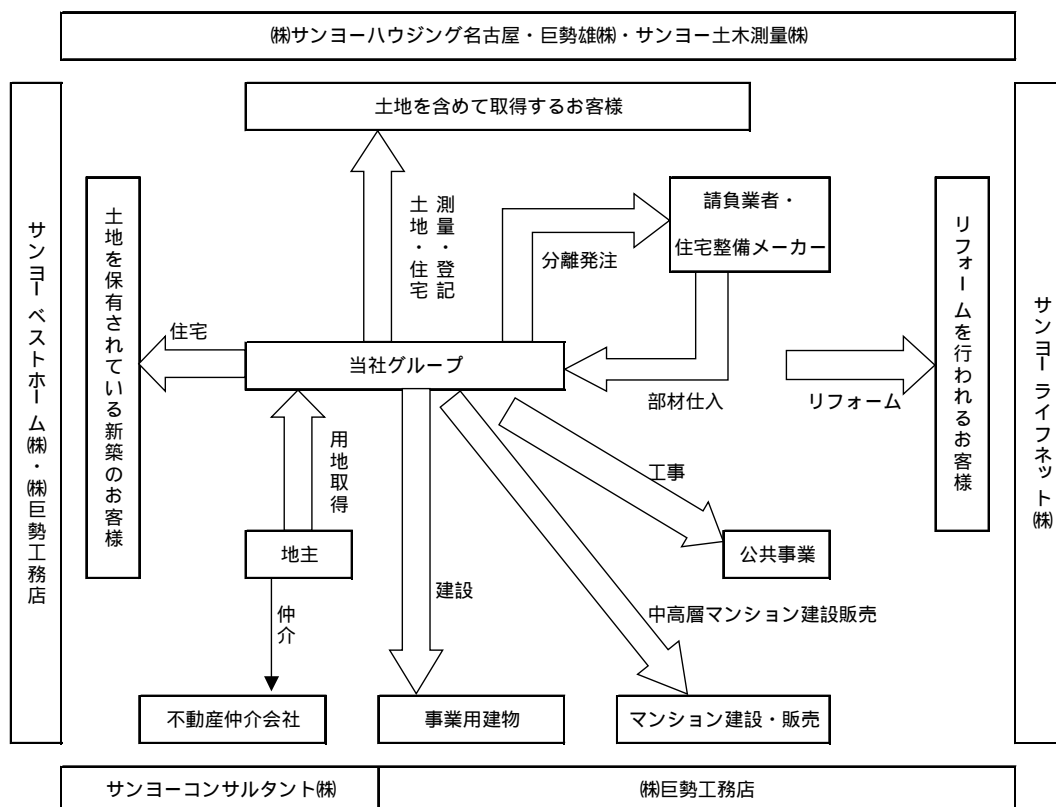 ㈱サンヨーハウジング名古屋・巨勢雄㈱・サンヨー土木測量㈱
土地を含めて取得するお客様
サンヨーベストホーム㈱・㈱巨勢工務店
土地を保有されている新築のお客様
測量・登記
土地・住宅
分離発注
請負業者・
住宅整備メーカー
リフォームを行われるお客様
サンヨーライフネット㈱
住宅
当社グループ
部材仕入
リフォーム
用地取得
工事
地主
公共事業
仲介
建設
中高層マンション建設販売
不動産仲介会社
事業用建物
マンション建設・販売
サンヨーコンサルタント㈱
㈱巨勢工務店